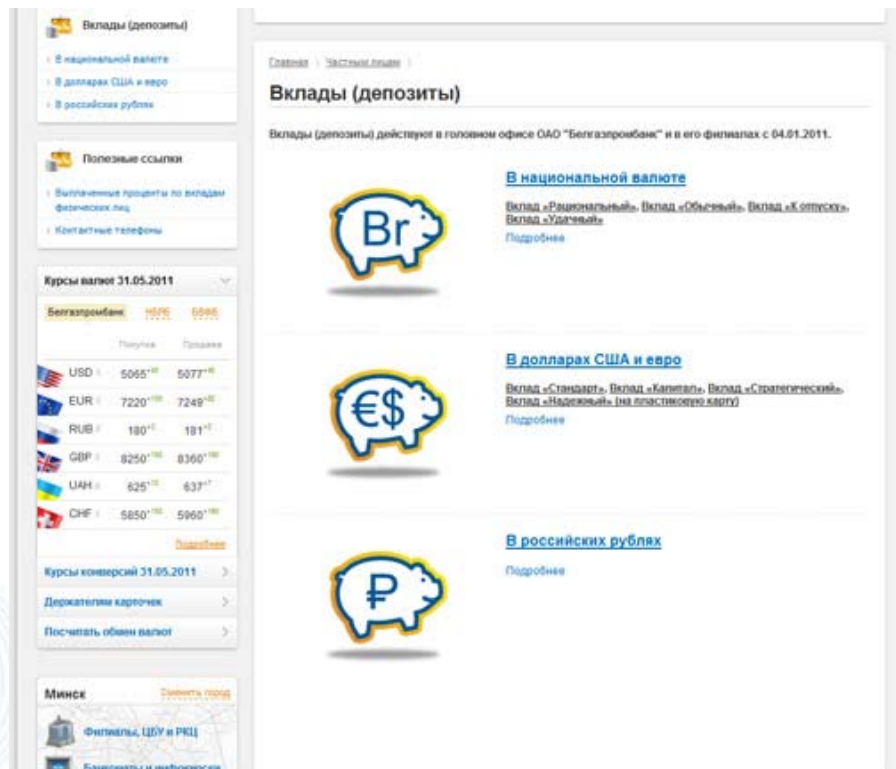 Вклады (депозиты)
В национальной валюте
В долларах США и евро
В российских рублях
Полезные ссылки
Выплаченные проценты по вкладам
физических лиц
Контактные телефоны
Курсы валют 31.05.2011
Белгазпромбанк НБРБ БВФБ
Покупка Продажа
USD 5065 5077
EUR 7220 7249
RUB 180 181
GBP 8250 8360
UAH 625 637
CHF 5850 5960
Подробнее
Курсы конверсий 31.05.2011
Держателям карточек
Посчитать обмен валют
Минск Сменить город
Филиалы, ЦБУ и РКЦ
Банкоматы и инфокиоски
Главная Частным лицам
Вклады (депозиты)
Вклады (депозиты) действуют в головном офисе ОАО "Белгазпромбанк" и в его филиалах с 04.01.2011.
Br
В национальной валюте
Вклад «Рациональный», Вклад «Обычный», Вклад «К отпуску»,
Вклад «Удачный»
Подробнее
€$
В долларах США и евро
Вклад «Стандарт», Вклад «Капитал», Вклад «Стратегический»,
Вклад «Надежный» (на пластиковую карту)
Подробнее
₽
В российских рублях
Подробнее